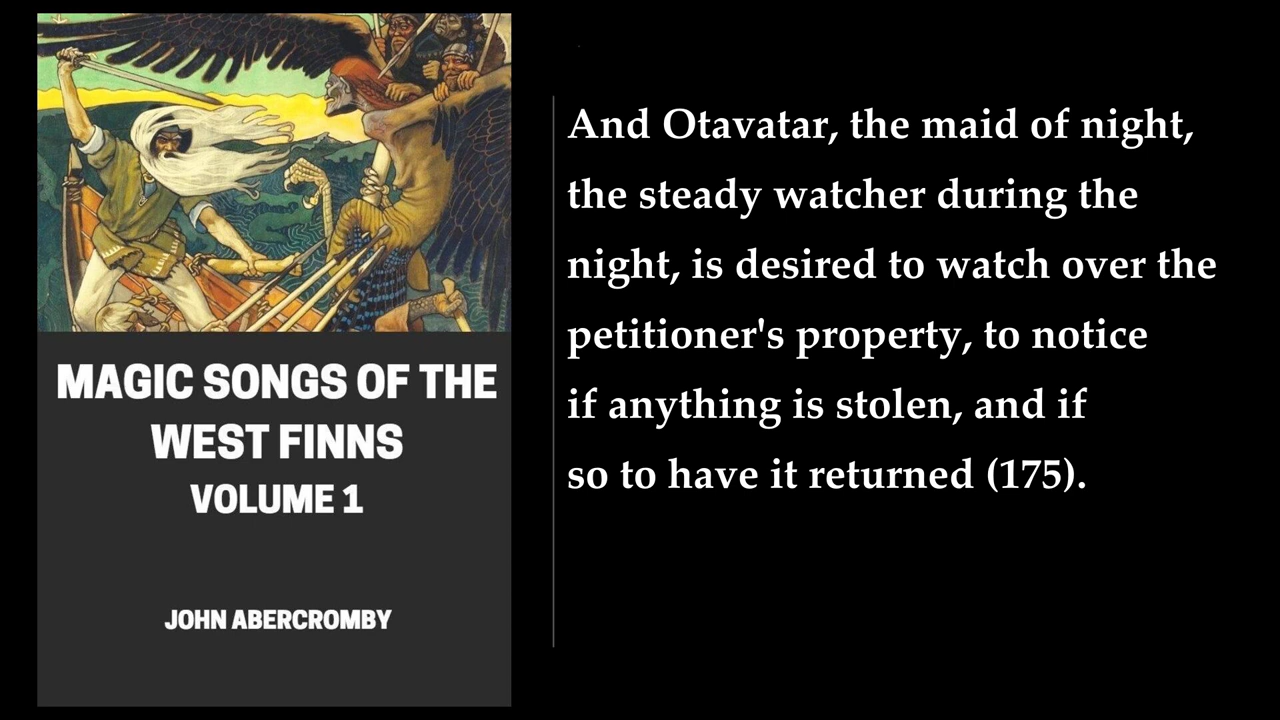 MAGIC SONGS OF THE
WEST FINNS
VOLUME 1
JOHN ABERCROMBY
And Otavatar, the maid of night,
the steady watcher during the
night, is desired to watch over the
petitioner's property, to notice
if anything is stolen, and if
so to have it returned (175).